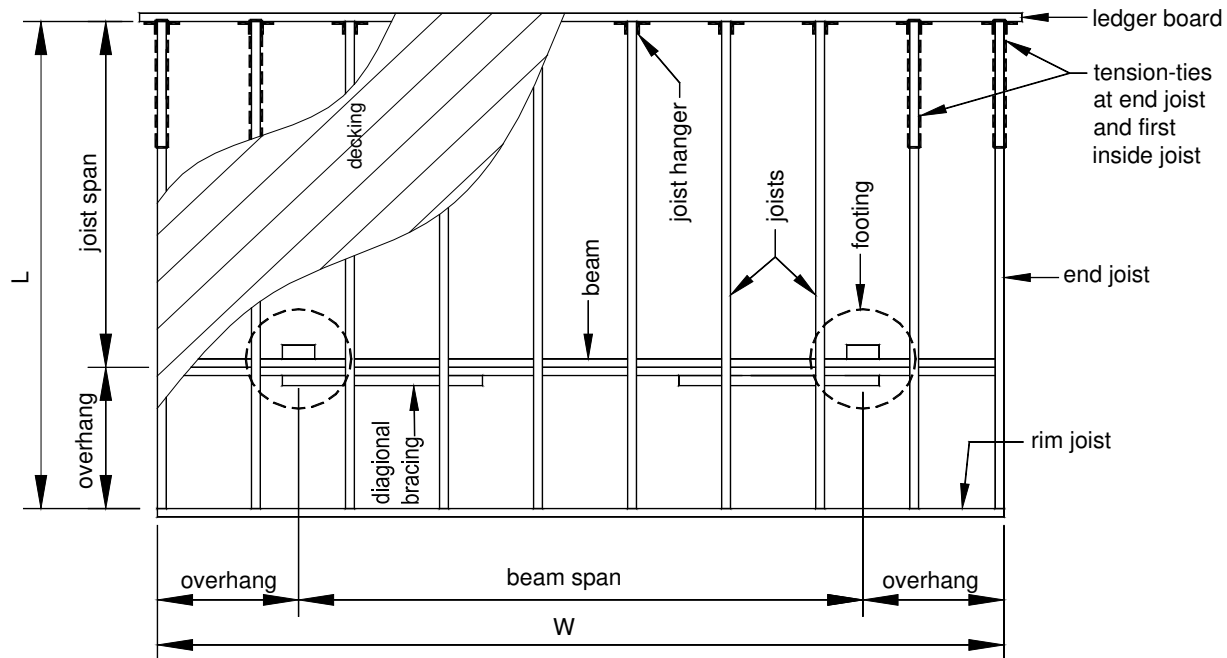 ledger board
tension-ties
at end joist
and first
inside joist
decking
joist hanger
joists
footing
beam
joist span
L
end joist
overhang
diagional
bracing
rim joist
overhang
beam span
overhang
W